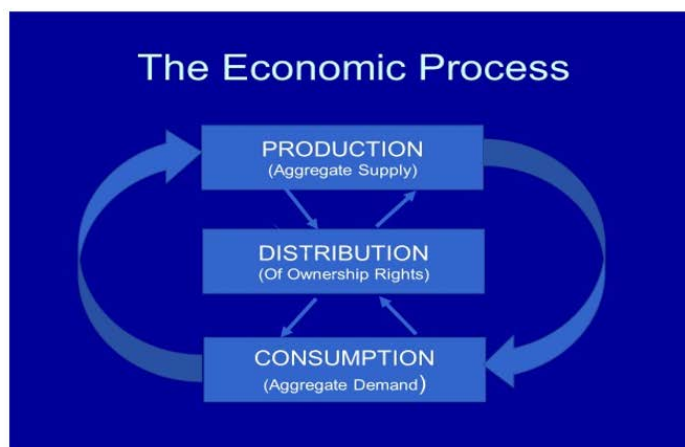 The Economic Process
PRODUCTION
(Aggregate Supply)
DISTRIBUTION
(Of Ownership Rights)
CONSUMPTION
(Aggregate Demand)